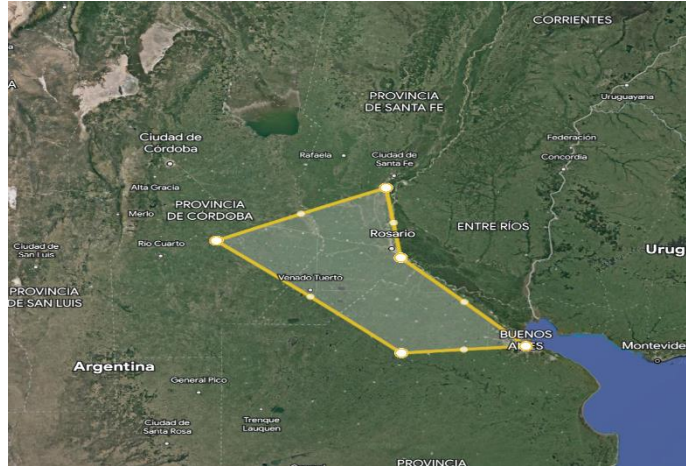 CORRIENTES
PROVINCIA
DE SANTA FE
Uruguayana
Ciudad de
Córdoba
Federación
Rafaela
Ciudad de
Santa Fe
Concordia
Alta Gracia
PROVINCIA
DE CÓRDOBA
Merlo
ENTRE RÍOS
Rosario
Río Cuarto
Ciudad de
San Luis
Urug
Venado Tuerto
PROVINCIA
DE SAN LUIS
BUENOS
AIRES
Montevide
Argentina
General Pico
Trenque
Lauquen
Ciudad de
Santa Rosa
PROVINCIA